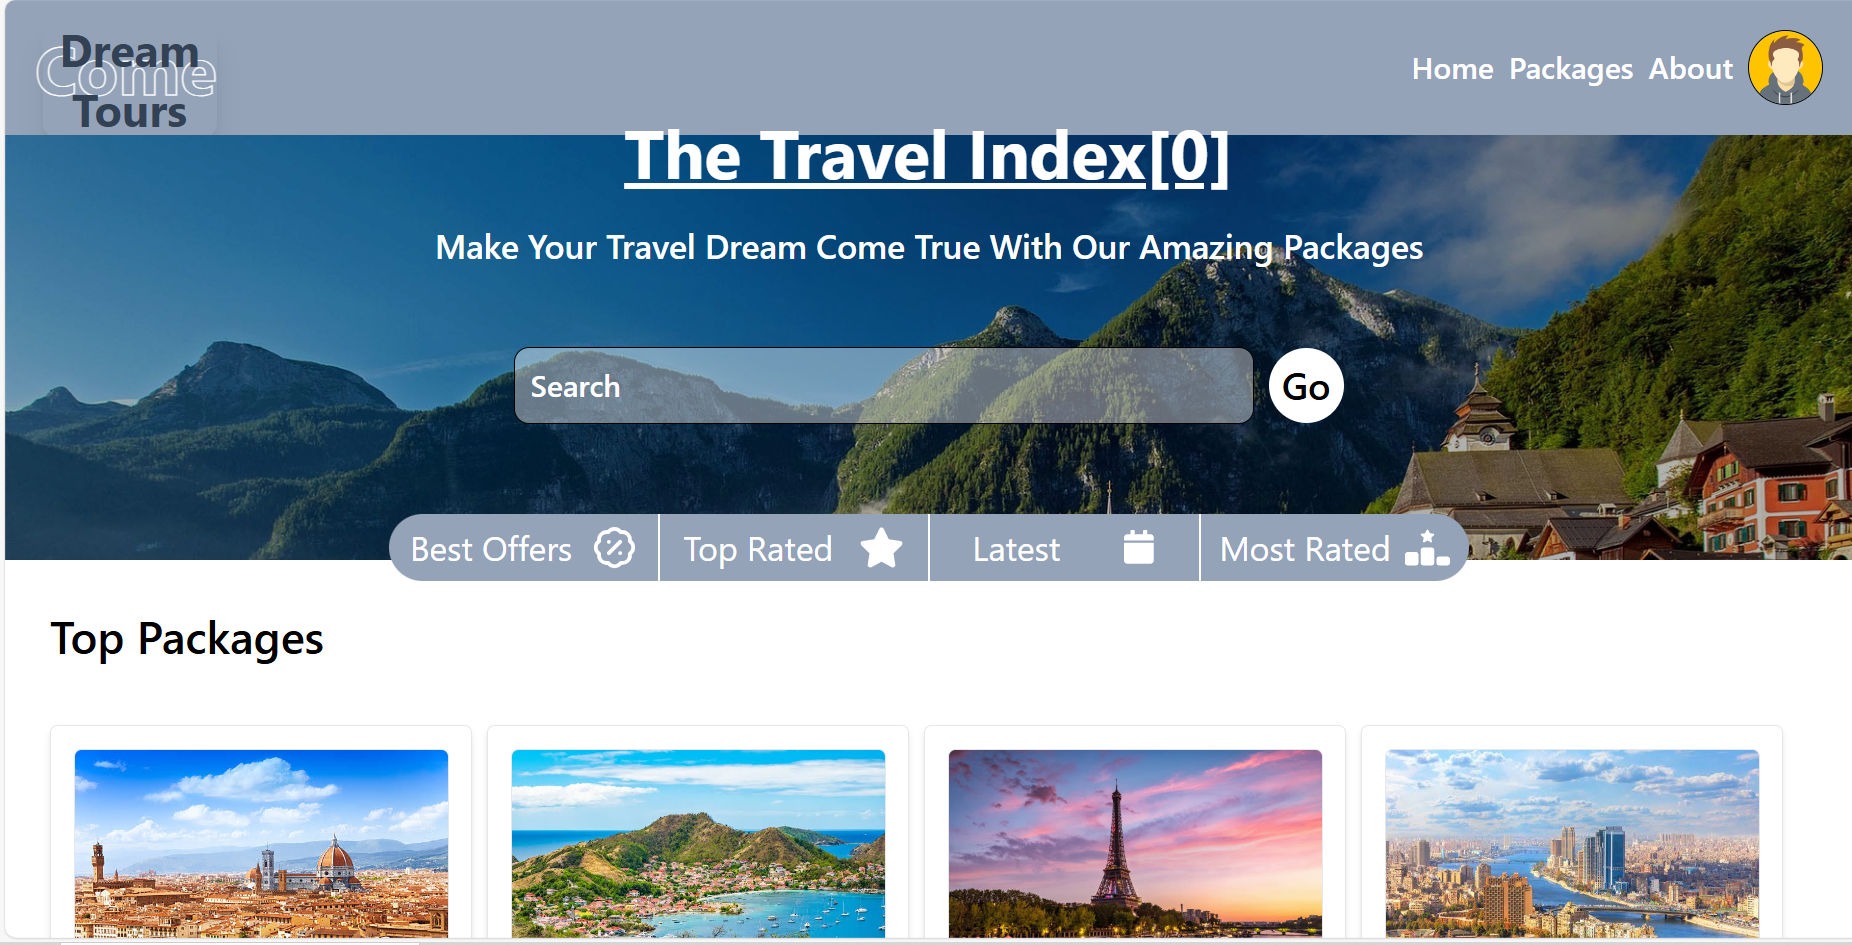 Dream
Come
Tours
Home Packages About
The Travel Index[0]
Make Your Travel Dream Come True With Our Amazing Packages
Search
Go
Best Offers
Top Rated
Latest
Most Rated
Top Packages